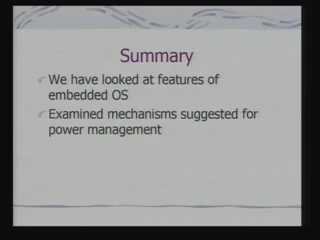 Summary
We have looked at features of
embedded OS
Examined mechanisms suggested for
power management